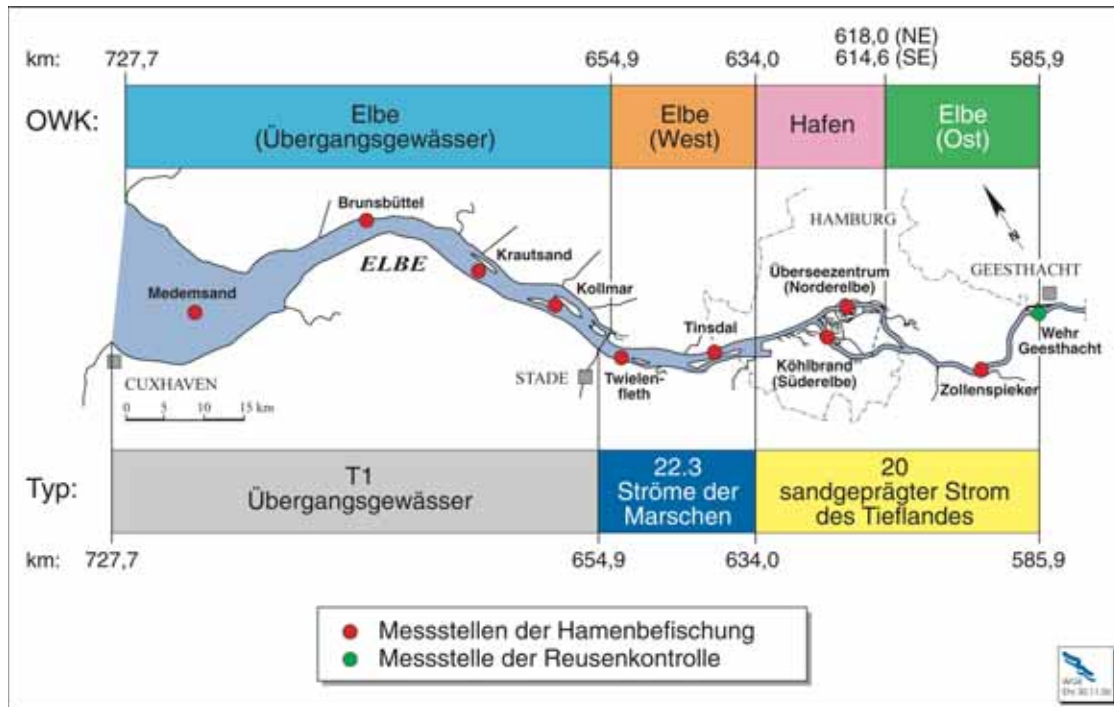 618,0 (NE)
km: 727,7 654,9 634,0 614,6 (SE) 585,9
OWK:
Elbe
(Übergangsgewässer)
Elbe
(West)
Hafen
Elbe
(Ost)
Brunsbüttel
HAMBURG
N
ELBE
Krautsand
Überseezentrum
(Norderelbe)
GEESTHACHT
Medemsand
Kollmar
Tinsdal
Wehr
Geesthacht
CUXHAVEN
STADE
Twielen-
fleth
Köhlbrand
(Süderelbe)
Zollenspieker
0 5 10 15 km
Typ:
T1
Übergangsgewässer
22.3
Ströme der
Marschen
20
sandgeprägter Strom
des Tieflandes
km: 727,7 654,9 634,0 585,9
Messstellen der Hamenbefischung
Messstelle der Reusenkontrolle